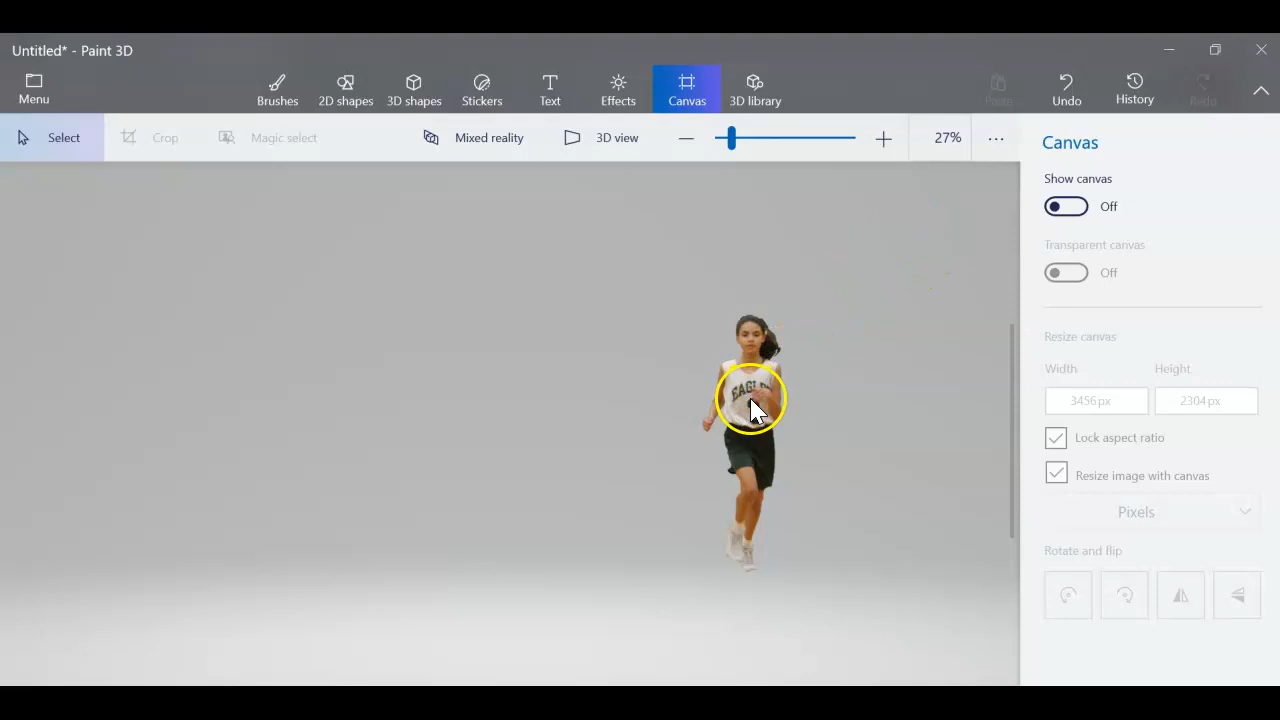 Untitled* - Paint 3D
Menu
Brushes
2D shapes
3D shapes
Stickers
Text
Effects
Canvas
3D library
Paste
Undo
History
Redo
Select
Crop
Magic select
Mixed reality
3D view
27%
Canvas
Show canvas
Off
Transparent canvas
Off
Resize canvas
Width
Height
3456px
2304px
Lock aspect ratio
Resize image with canvas
Pixels
Rotate and flip